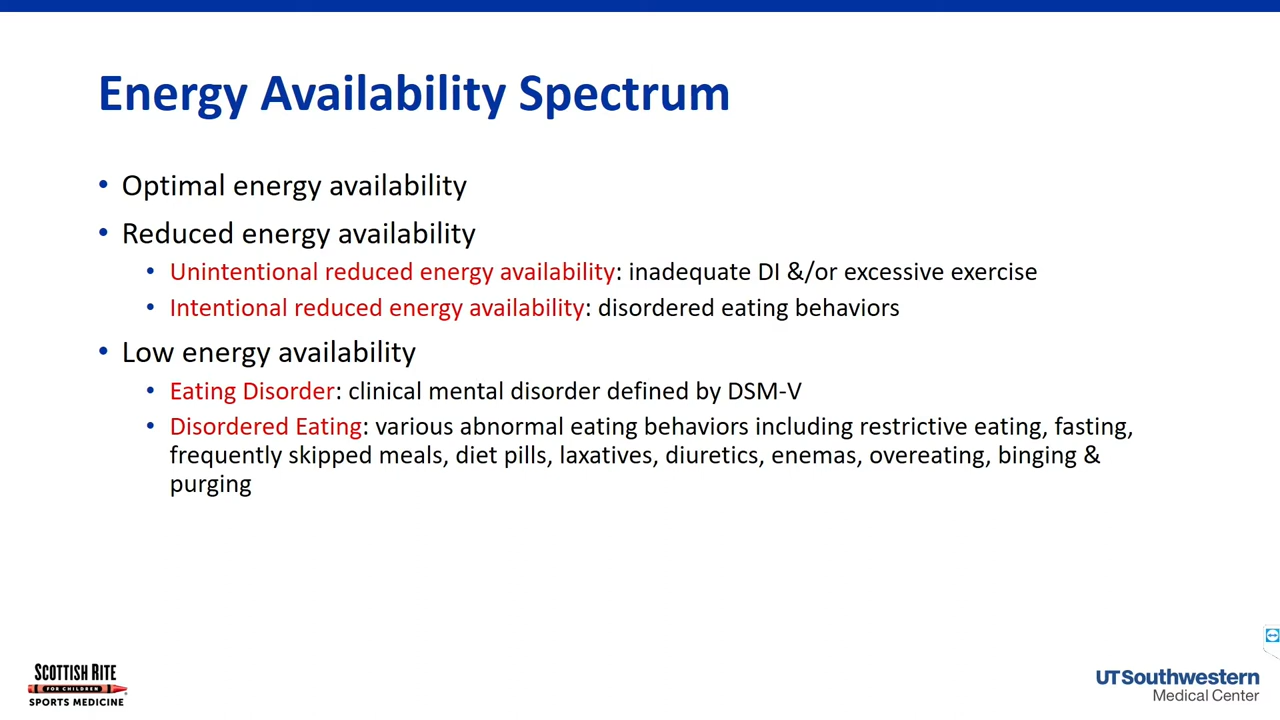 Energy Availability Spectrum
• Optimal energy availability
• Reduced energy availability
• Unintentional reduced energy availability: inadequate DI &/or excessive exercise
• Intentional reduced energy availability: disordered eating behaviors
• Low energy availability
• Eating Disorder: clinical mental disorder defined by DSM-V
• Disordered Eating: various abnormal eating behaviors including restrictive eating, fasting,
frequently skipped meals, diet pills, laxatives, diuretics, enemas, overeating, binging &
purging
SCOTTISH RITE
FOR CHILDREN
SPORTS MEDICINE
UT Southwestern
Medical Center